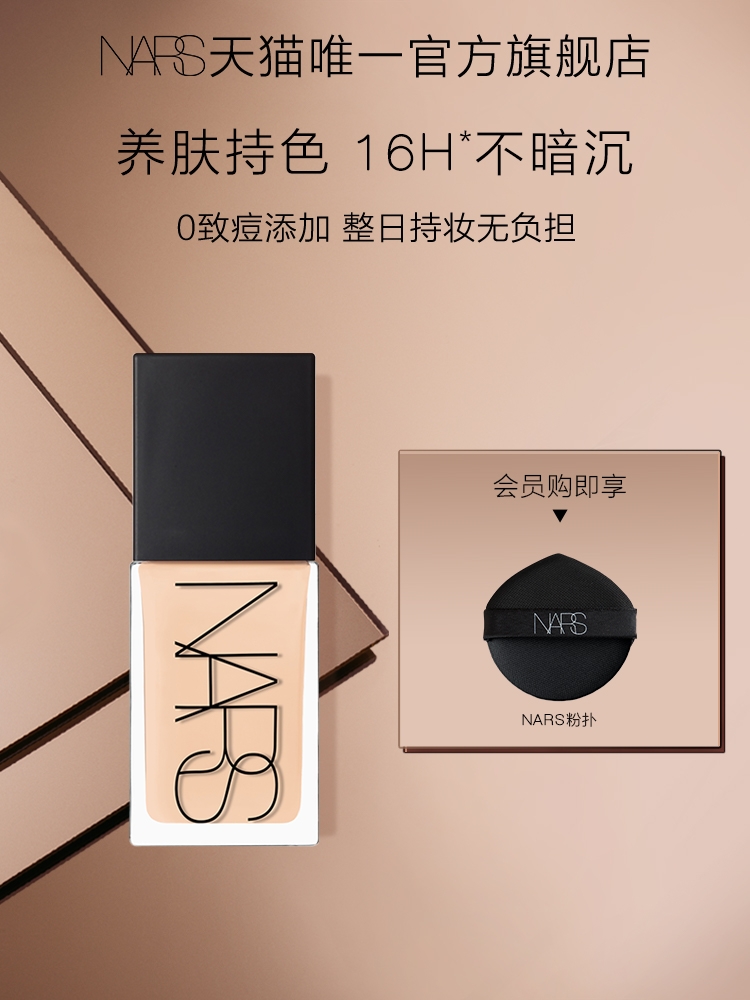 NARS天猫唯一官方旗舰店
养肤持色 16H*不暗沉
0致痘添加 整日持妆无负担
会员购即享
NARS
NARS粉扑
NARS